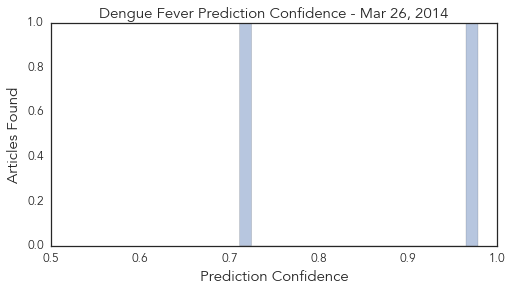 Dengue Fever Prediction Confidence - Mar 26, 2014
1.0
0.8
0.6
0.4
0.2
0.0
Articles Found
0.5 0.6 0.7 0.8 0.9 1.0
Prediction Confidence